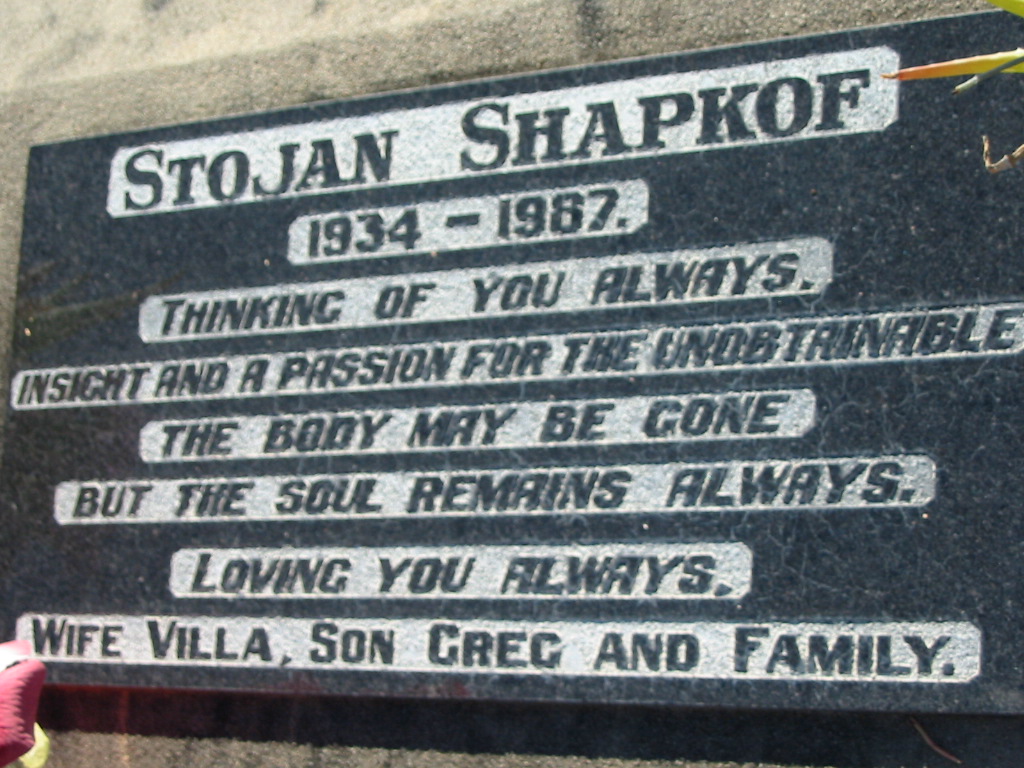 STOJAN SHAPKOF
1934 - 1987.
THINKING OF YOU ALWAYS.
INSIGHT AND A PASSION FOR THE UNOBTAINABLE
THE BODY MAY BE GONE
BUT THE SOUL REMAINS ALWAYS.
LOVING YOU ALWAYS.
WIFE VILLA, SON GREG AND FAMILY.